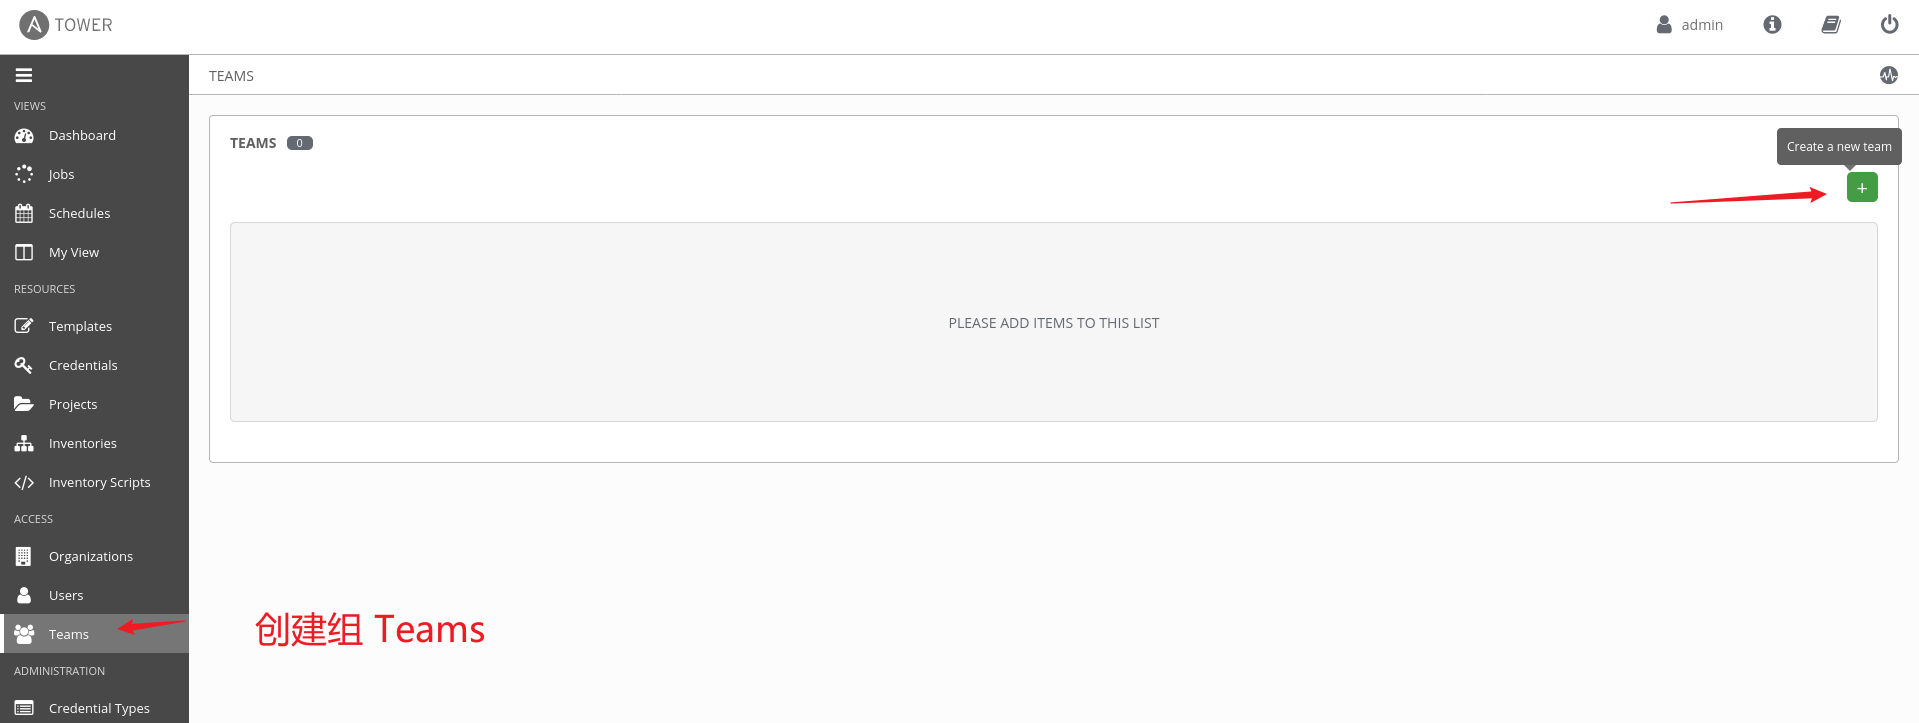 TOWER
admin
VIEWS
Dashboard
Jobs
Schedules
My View
RESOURCES
Templates
Credentials
Projects
Inventories
Inventory Scripts
ACCESS
Organizations
Users
Teams
ADMINISTRATION
Credential Types
TEAMS
TEAMS 0
Create a new team
+
PLEASE ADD ITEMS TO THIS LIST
创建组 Teams